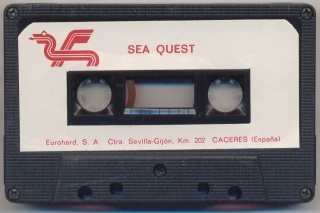 SEA QUEST
Eurohard, S. A. Ctra. Sevilla-Gijón, Km. 202 CACERES (España)